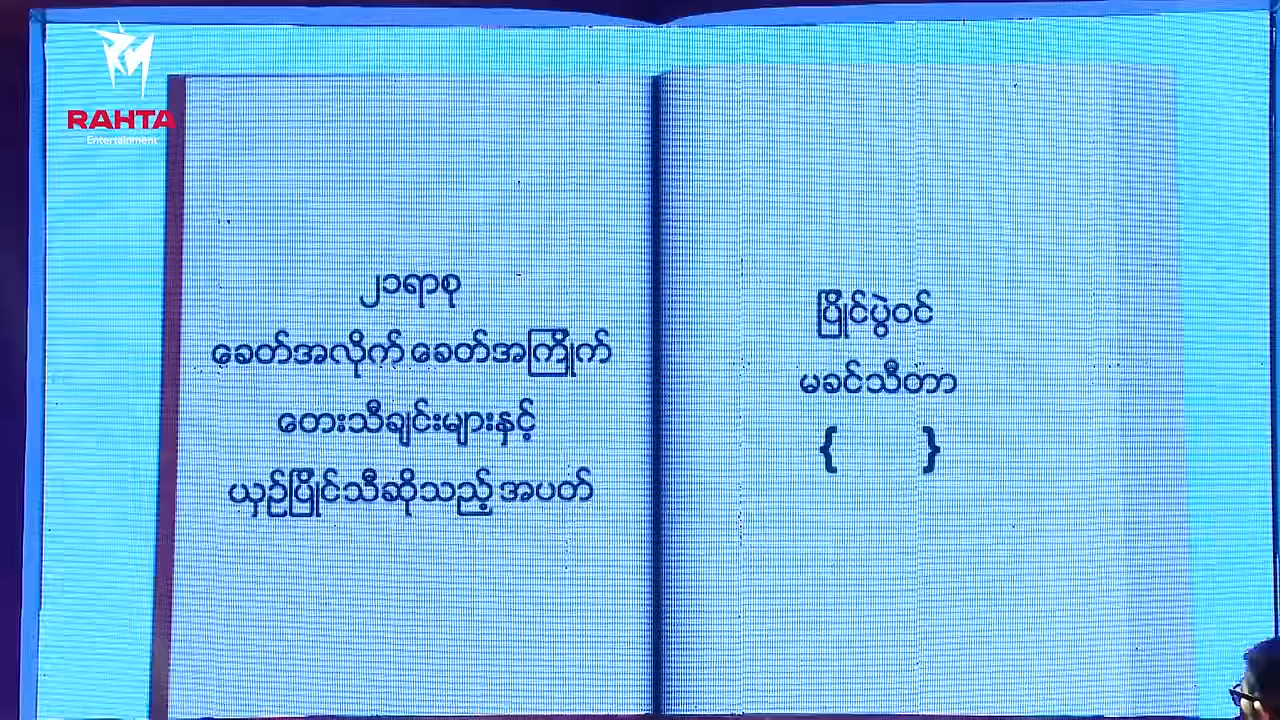 RAHTA
Entertainment
၂၁ရာစု
ခေတ်အလိုက် ခေတ်အကြိုက်
တေးသီချင်းများနှင့်
ယှဉ်ပြိုင်သီဆိုသည့် အပတ်
ပြိုင်ပွဲဝင်
မခင်သီတာ
{ }